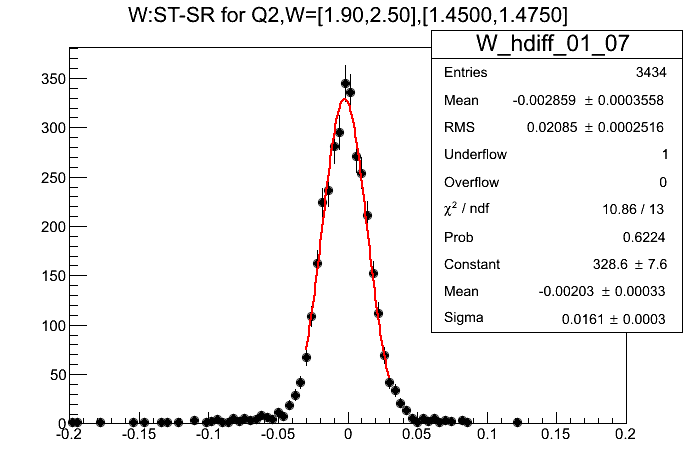 W:ST-SR for Q2,W=[1.90,2.50],[1.4500,1.4750]
W_hdiff_01_07
Entries 3434
Mean -0.002859 ± 0.0003558
RMS 0.02085 ± 0.0002516
Underflow 1
Overflow 0
χ² / ndf 10.86 / 13
Prob 0.6224
Constant 328.6 ± 7.6
Mean -0.00203 ± 0.00033
Sigma 0.0161 ± 0.0003
350
300
250
200
150
100
50
0
-0.2 -0.15 -0.1 -0.05 0 0.05 0.1 0.15 0.2